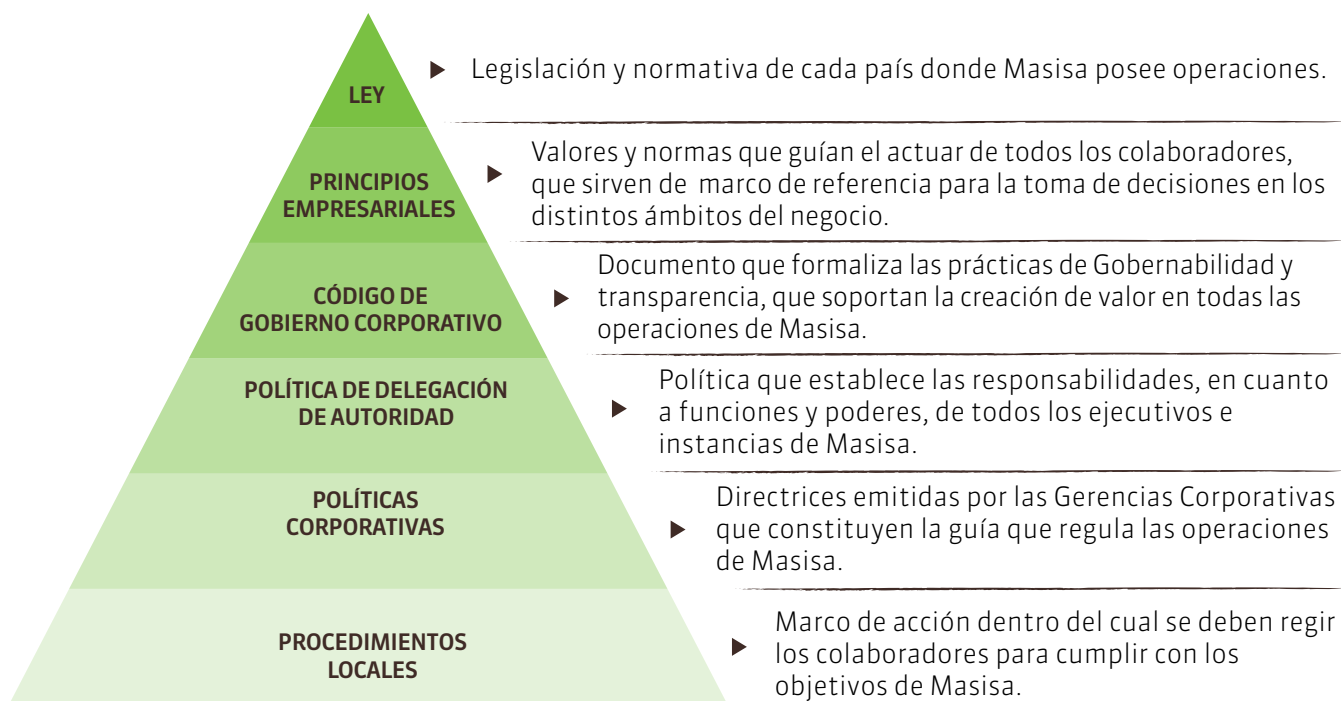 LEY
Legislación y normativa de cada país donde Masisa posee operaciones.
PRINCIPIOS
EMPRESARIALES
Valores y normas que guían el actuar de todos los colaboradores,
que sirven de marco de referencia para la toma de decisiones en los
distintos ámbitos del negocio.
CÓDIGO DE
GOBIERNO CORPORATIVO
Documento que formaliza las prácticas de Gobernabilidad y
transparencia, que soportan la creación de valor en todas las
operaciones de Masisa.
POLÍTICA DE DELEGACIÓN
DE AUTORIDAD
Política que establece las responsabilidades, en cuanto
a funciones y poderes, de todos los ejecutivos e
instancias de Masisa.
POLÍTICAS
CORPORATIVAS
Directrices emitidas por las Gerencias Corporativas
que constituyen la guía que regula las operaciones
de Masisa.
PROCEDIMIENTOS
LOCALES
Marco de acción dentro del cual se deben regir
los colaboradores para cumplir con los
objetivos de Masisa.